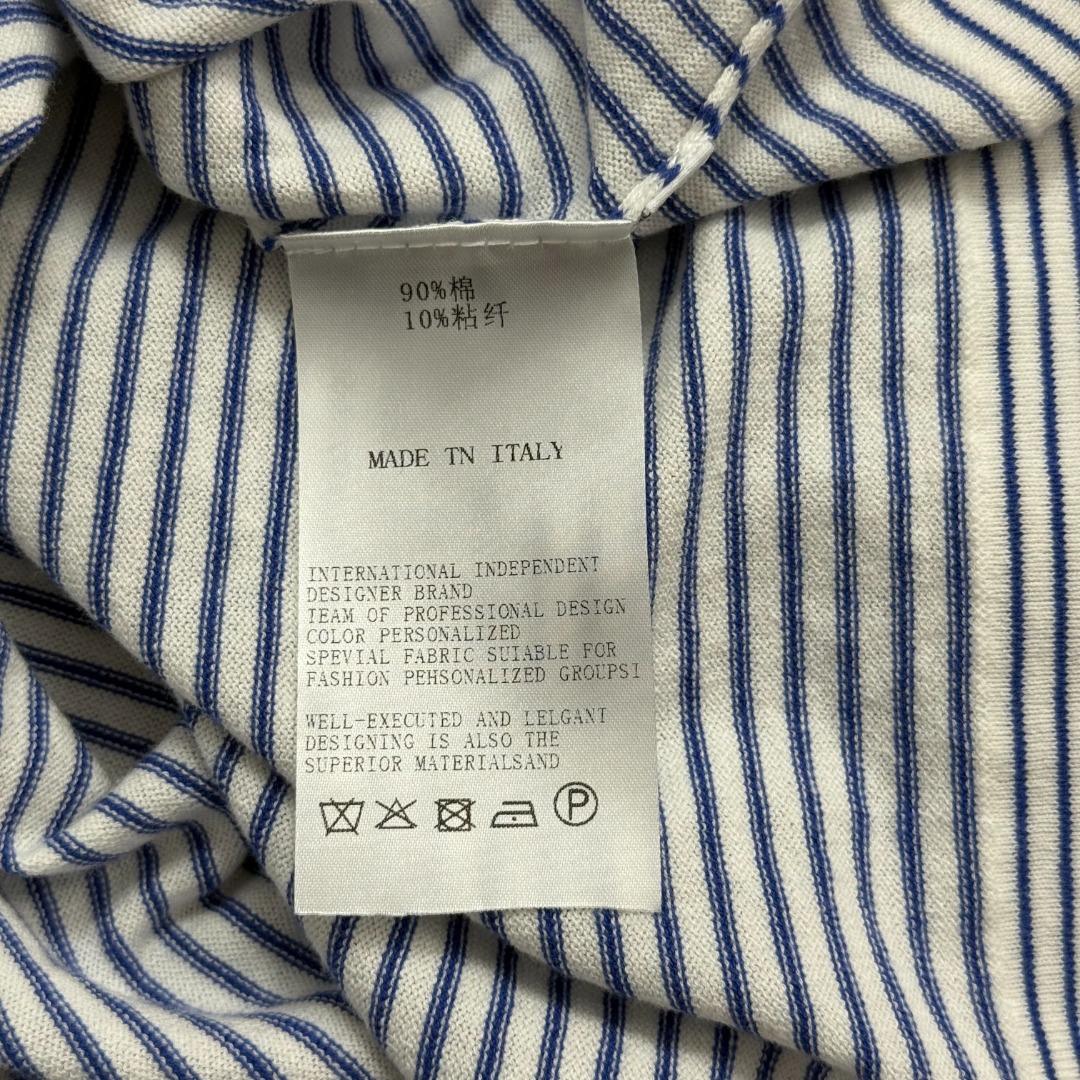 90%棉
10%粘纤
MADE TN ITALY
INTERNATIONAL INDEPENDENT
DESIGNER BRAND
TEAM OF PROFESSIONAL DESIGN
COLOR PERSONALIZED
SPEVIAL FABRIC SUIABLE FOR
FASHION PEHSONALIZED GROUPSI
WELL-EXECUTED AND LELGANT
DESIGNING IS ALSO THE
SUPERIOR MATERIALSAND
P